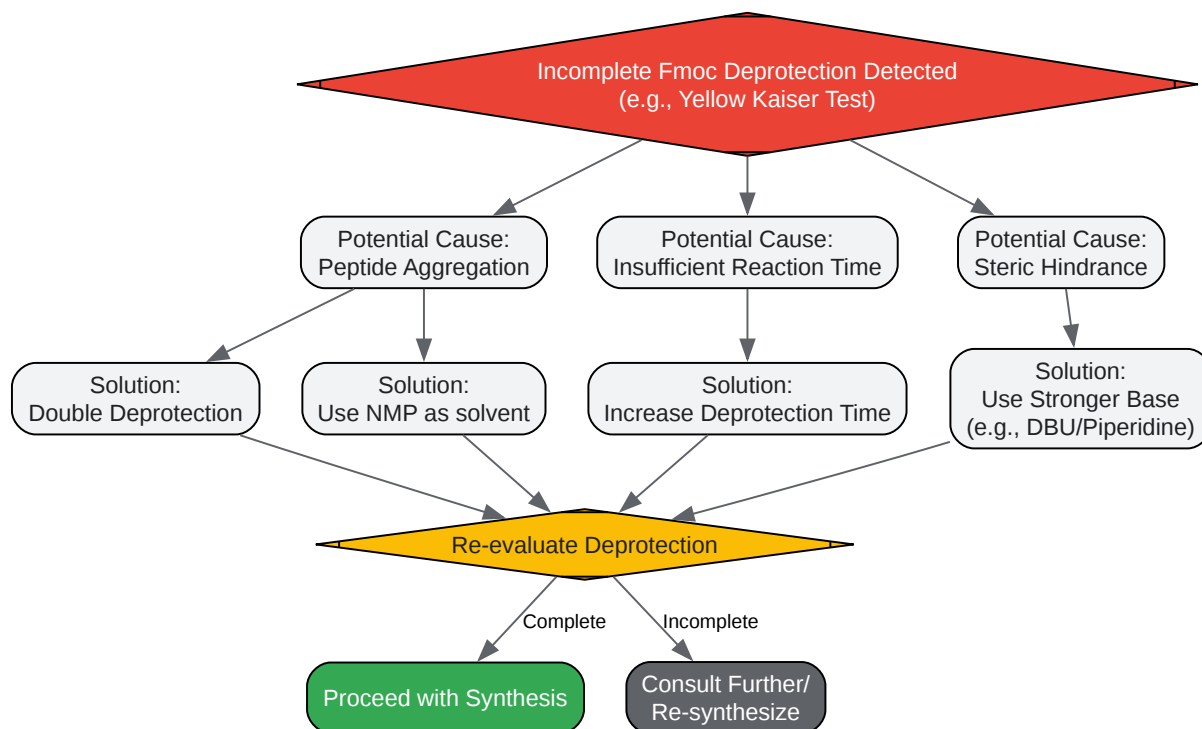 Incomplete Fmoc Deprotection Detected
(e.g., Yellow Kaiser Test)
Potential Cause:
Peptide Aggregation
Potential Cause:
Insufficient Reaction Time
Potential Cause:
Steric Hindrance
Solution:
Double Deprotection
Solution:
Use NMP as solvent
Solution:
Increase Deprotection Time
Solution:
Use Stronger Base
(e.g., DBU/Piperidine)
Re-evaluate Deprotection
Complete
Incomplete
Proceed with Synthesis
Consult Further/
Re-synthesize